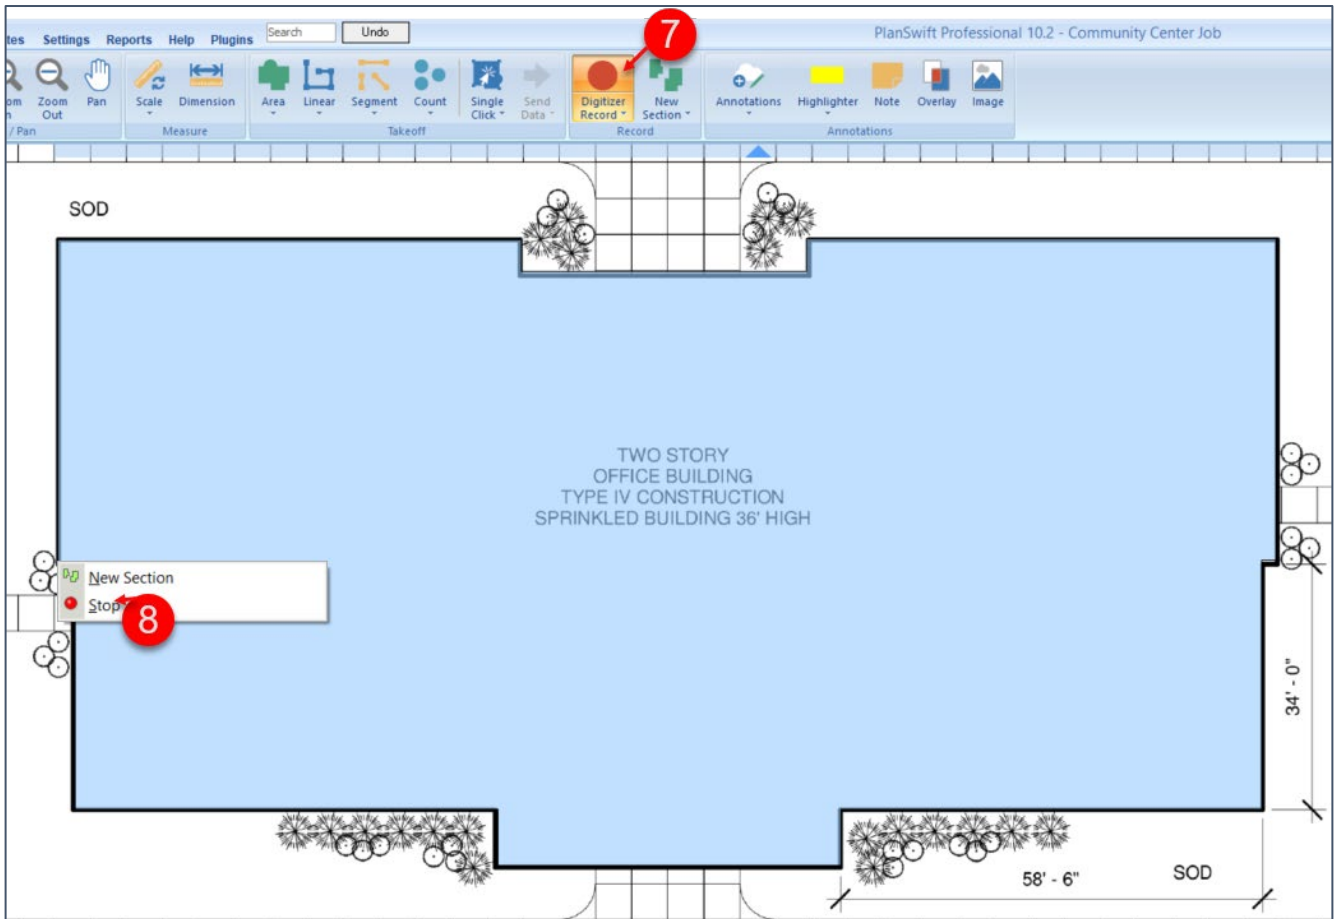 Search
Undo
7
PlanSwift Professional 10.2 - Community Center Job
tes Settings Reports Help Plugins
om
n
Zoom
Out
Pan
Scale
Dimension
Area
Linear
Segment
Count
Single
Click
Send
Data
Digitizer
Record
New
Section
Annotations
Highlighter
Note
Overlay
Image
/ Pan
Measure
Takeoff
Record
Annotations
SOD
TWO STORY
OFFICE BUILDING
TYPE IV CONSTRUCTION
SPRINKLED BUILDING 36' HIGH
New Section
Stop
8
34' - 0"
58' - 6"
SOD